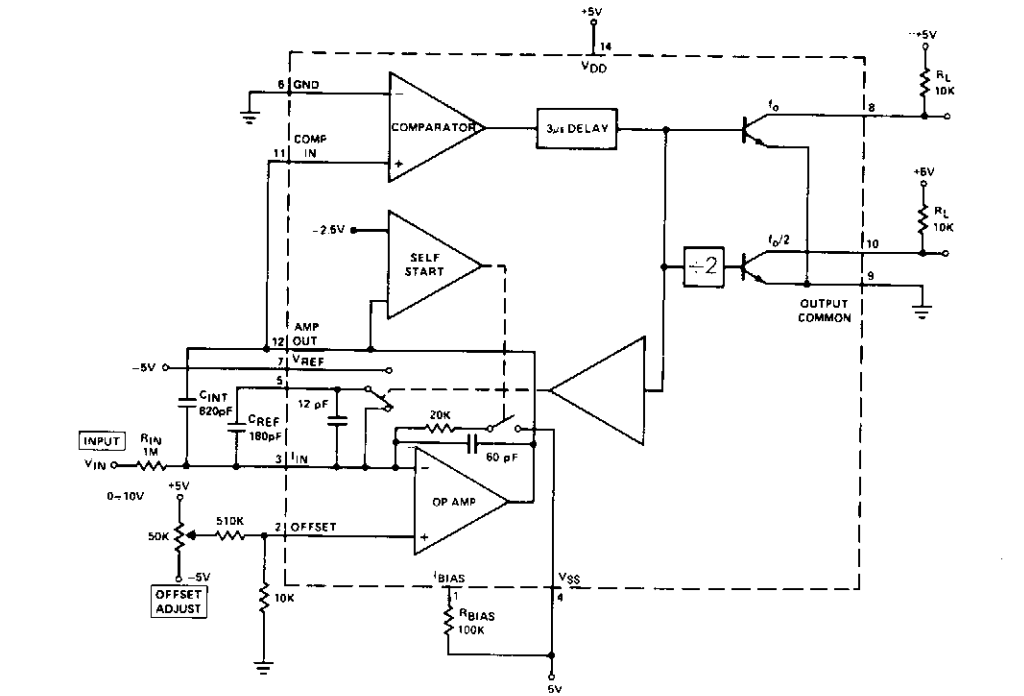 +5V
14
VDD
+5V
RL
10K
6 GND
−
COMPARATOR
+
3µs DELAY
fo
8
COMP
11 IN
+5V
RL
10K
−2.5V
SELF
START
÷2
fo/2
10
9
OUTPUT
COMMON
AMP
12 OUT
−5V
7 VREF
5
CINT
820pF
CREF
180pF
12 pF
20K
60 pF
INPUT
RIN
1M
VIN
3 IIN
−
OP AMP
+
0–10V
+5V
50K
510K
2 OFFSET
−5V
OFFSET
ADJUST
10K
IBIAS
1
RBIAS
100K
VSS
4
5V